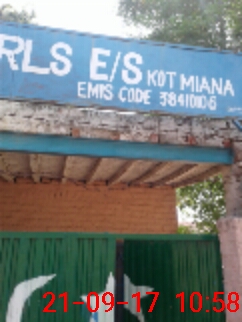 RLS E/S KOT MIANA
EMIS CODE 38410106
21-09-17 10:58